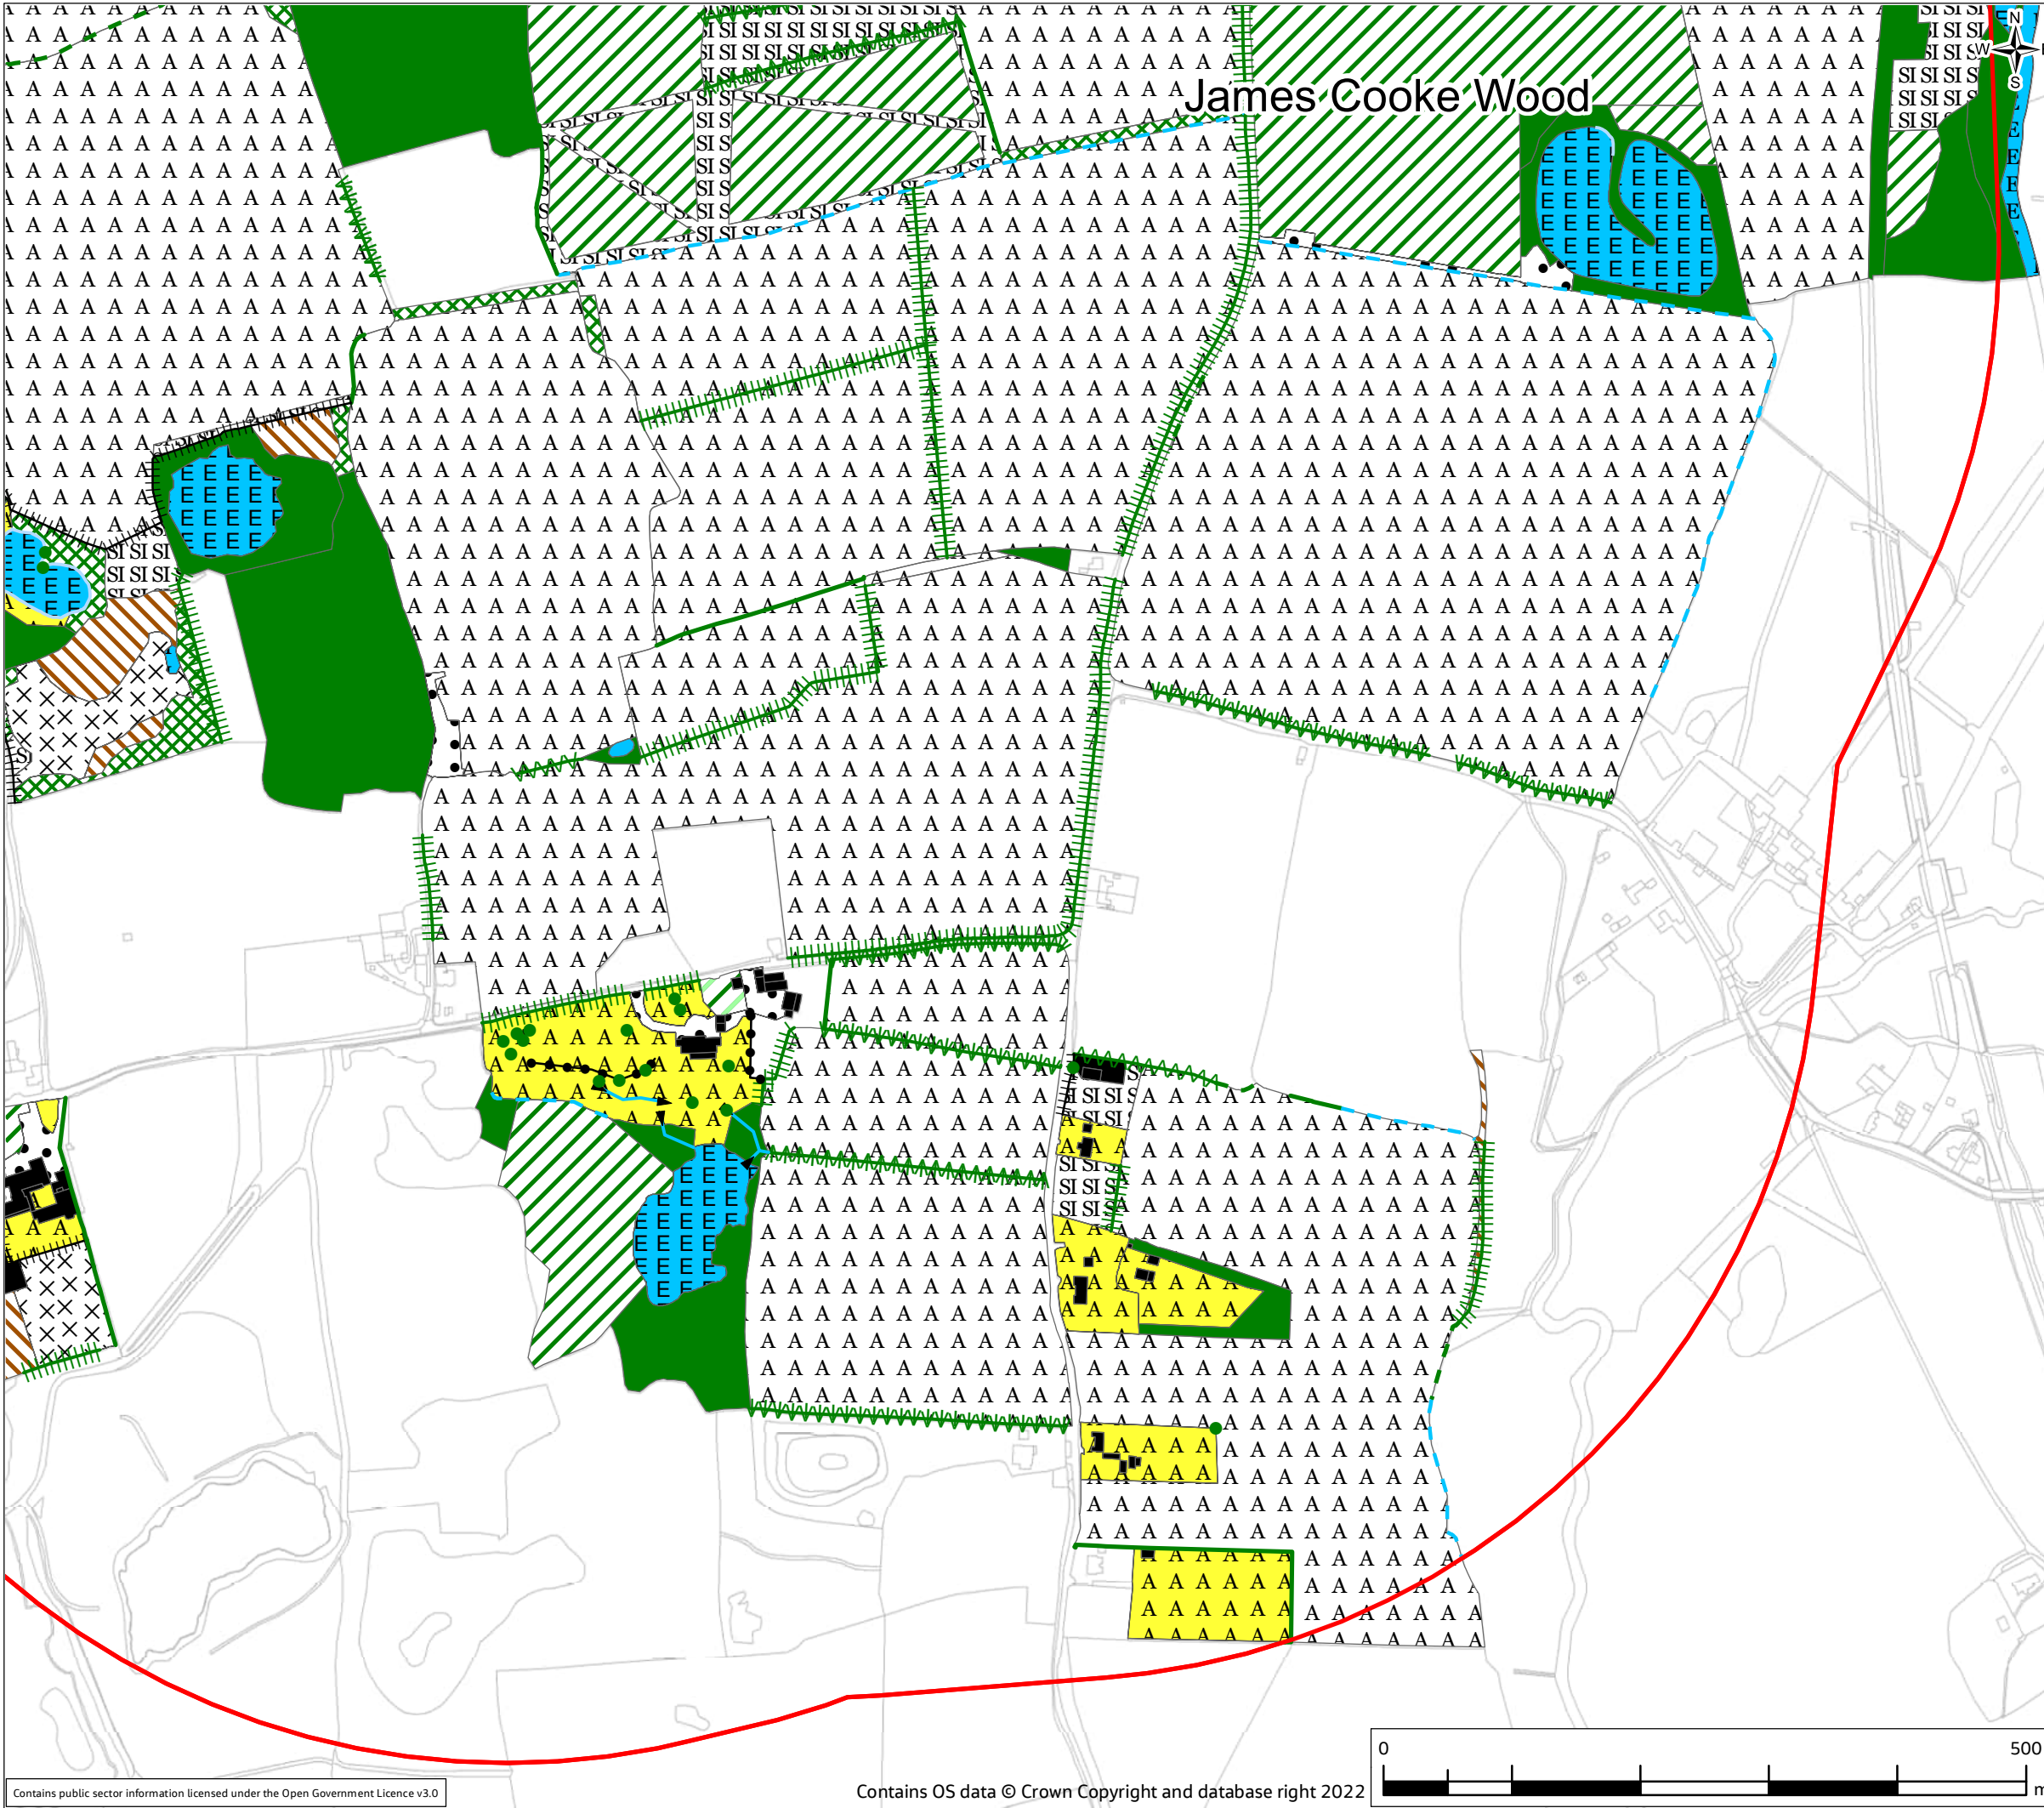 N
W
S
James Cooke Wood
0
500
m
Contains public sector information licensed under the Open Government Licence v3.0
Contains OS data © Crown Copyright and database right 2022